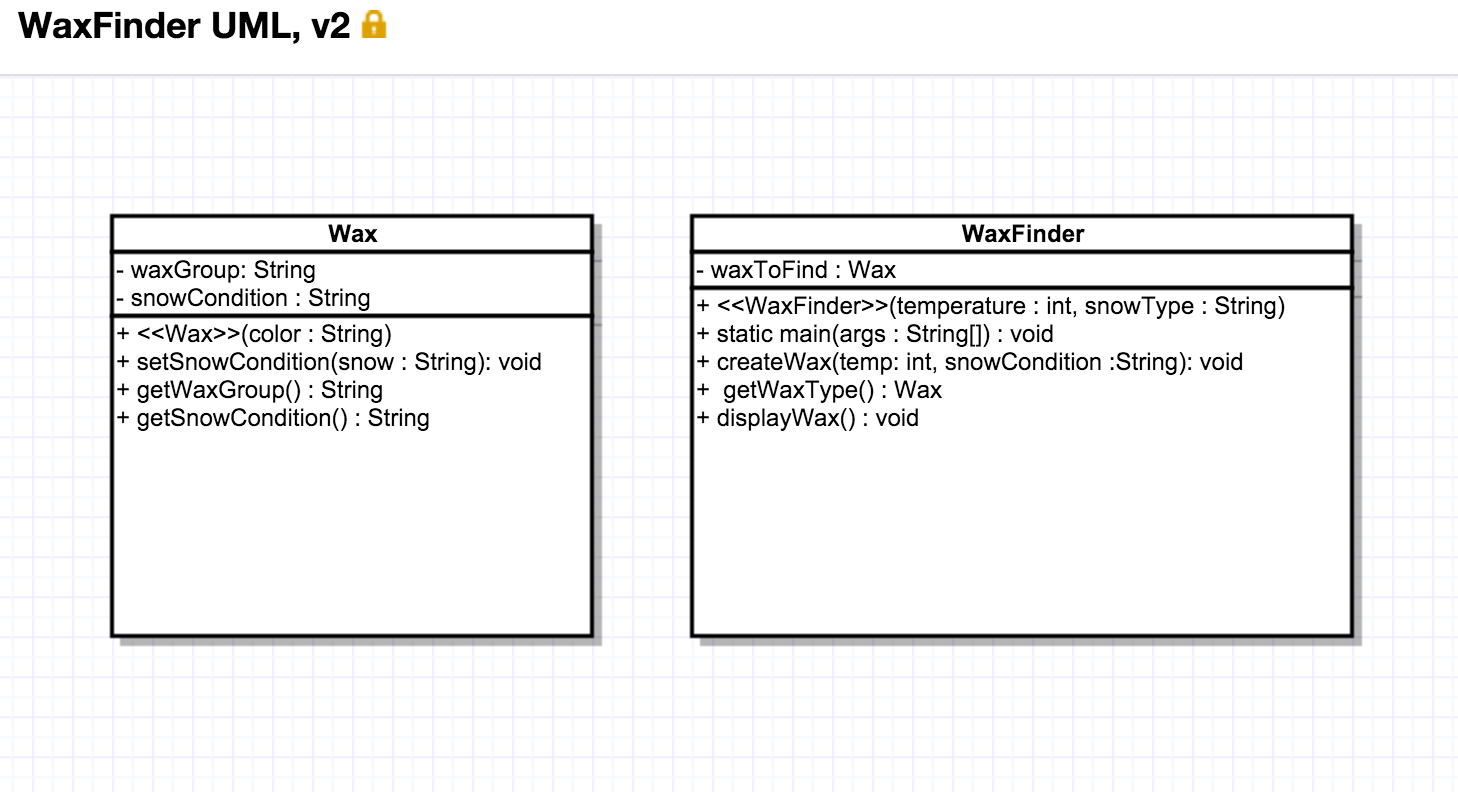 WaxFinder UML, v2
Wax
- waxGroup: String
- snowCondition : String
+ <<Wax>>(color : String)
+ setSnowCondition(snow : String): void
+ getWaxGroup() : String
+ getSnowCondition() : String
WaxFinder
- waxToFind : Wax
+ <<WaxFinder>>(temperature : int, snowType : String)
+ static main(args : String[]) : void
+ createWax(temp: int, snowCondition :String): void
+  getWaxType() : Wax
+ displayWax() : void